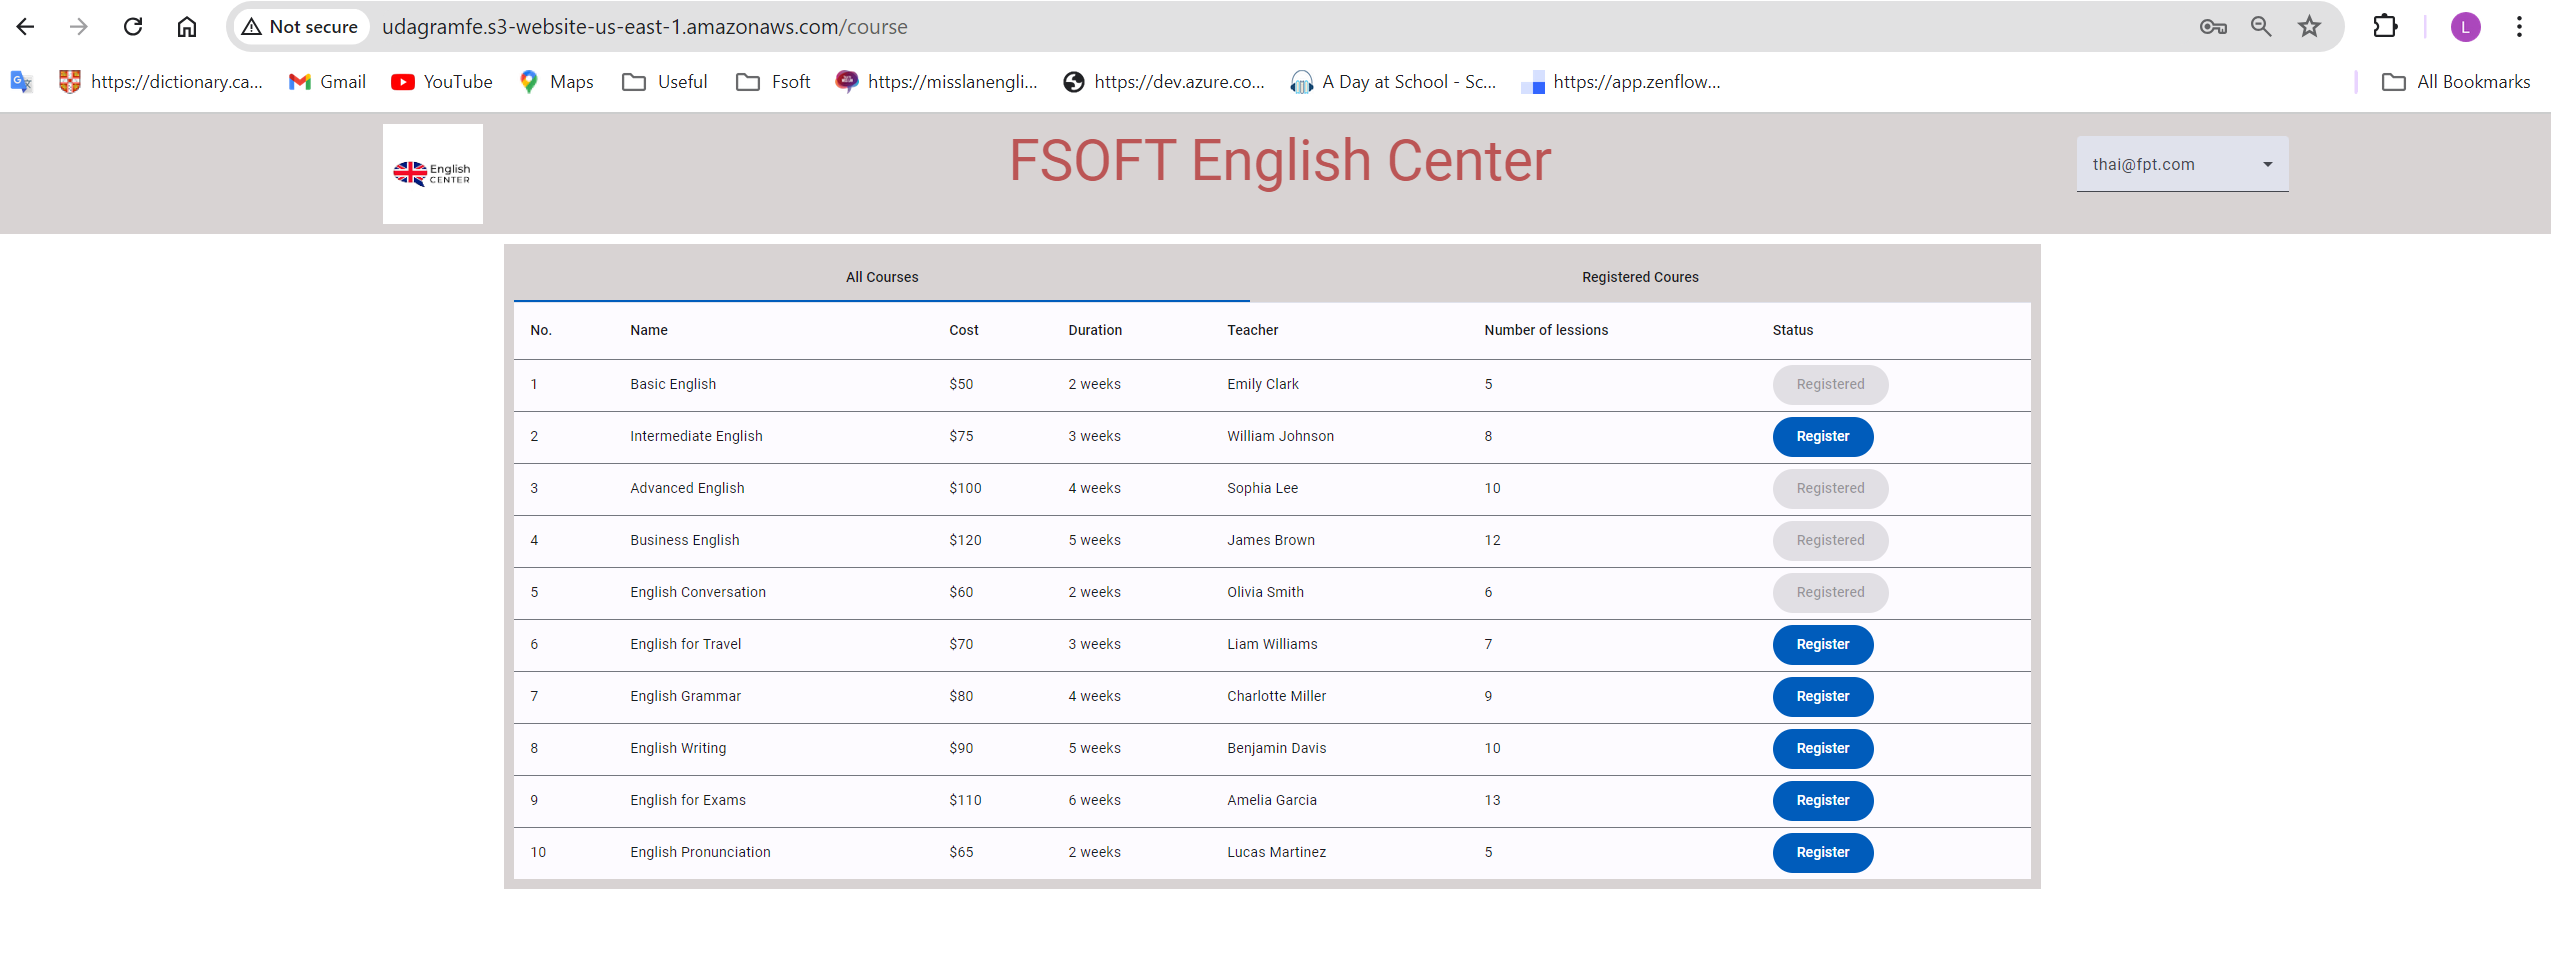 Not secure udagramfe.s3-website-us-east-1.amazonaws.com/course L
https://dictionary.ca... Gmail YouTube Maps Useful Fsoft https://misslanengli... https://dev.azure.co... A Day at School - Sc... https://app.zenflow... All Bookmarks
English
CENTER
FSOFT English Center
thai@fpt.com
All Courses Registered Coures
No. Name Cost Duration Teacher Number of lessions Status
1 Basic English $50 2 weeks Emily Clark 5 Registered
2 Intermediate English $75 3 weeks William Johnson 8 Register
3 Advanced English $100 4 weeks Sophia Lee 10 Registered
4 Business English $120 5 weeks James Brown 12 Registered
5 English Conversation $60 2 weeks Olivia Smith 6 Registered
6 English for Travel $70 3 weeks Liam Williams 7 Register
7 English Grammar $80 4 weeks Charlotte Miller 9 Register
8 English Writing $90 5 weeks Benjamin Davis 10 Register
9 English for Exams $110 6 weeks Amelia Garcia 13 Register
10 English Pronunciation $65 2 weeks Lucas Martinez 5 Register